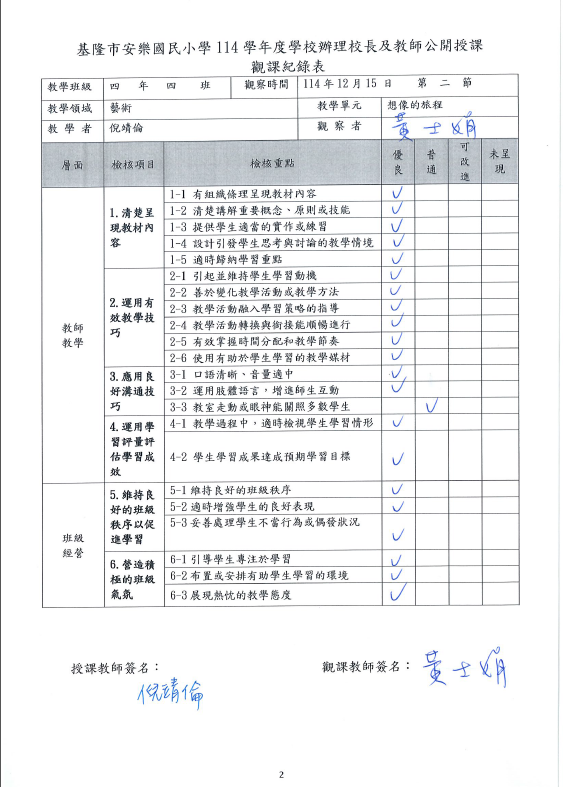 基隆市安樂國民小學 114 學年度學校辦理校長及教師公開授課
觀課紀錄表
教學班級 四 年 四 班 觀察時間 114 年 12 月 15 日 第 二 節
教學領域 藝術 教學單元 想像的旅程
教學者 倪靖倫 觀察者 黃士娟
層面 檢核項目 檢核重點 優良 普通 可改進 未呈現
教師教學
1.清楚呈現教材內容
1-1 有組織條理呈現教材內容 ✓
1-2 清楚講解重要概念、原則或技能 ✓
1-3 提供學生適當的實作或練習 ✓
1-4 設計引發學生思考與討論的教學情境 ✓
1-5 適時歸納學習重點 ✓
2.運用有效教學技巧
2-1 引起並維持學生學習動機 ✓
2-2 善於變化教學活動或教學方法 ✓
2-3 教學活動融入學習策略的指導 ✓
2-4 教學活動轉換與銜接能順暢進行 ✓
2-5 有效掌握時間分配和教學節奏 ✓
2-6 使用有助於學生學習的教學媒材 ✓
3.應用良好溝通技巧
3-1 口語清晰、音量適中 ✓
3-2 運用肢體語言，增進師生互動 ✓
3-3 教室走動或眼神能關照多數學生 ✓
4.運用學習評量評估學習成效
4-1 教學過程中，適時檢視學生學習情形 ✓
4-2 學生學習成果達成預期學習目標 ✓
班級經營
5.維持良好的班級秩序以促進學習
5-1 維持良好的班級秩序 ✓
5-2 適時增強學生的良好表現 ✓
5-3 妥善處理學生不當行為或偶發狀況 ✓
6.營造積極的班級氣氛
6-1 引導學生專注於學習 ✓
6-2 布置或安排有助學生學習的環境 ✓
6-3 展現熱忱的教學態度 ✓
授課教師簽名： 倪靖倫
觀課教師簽名： 黃士娟
2